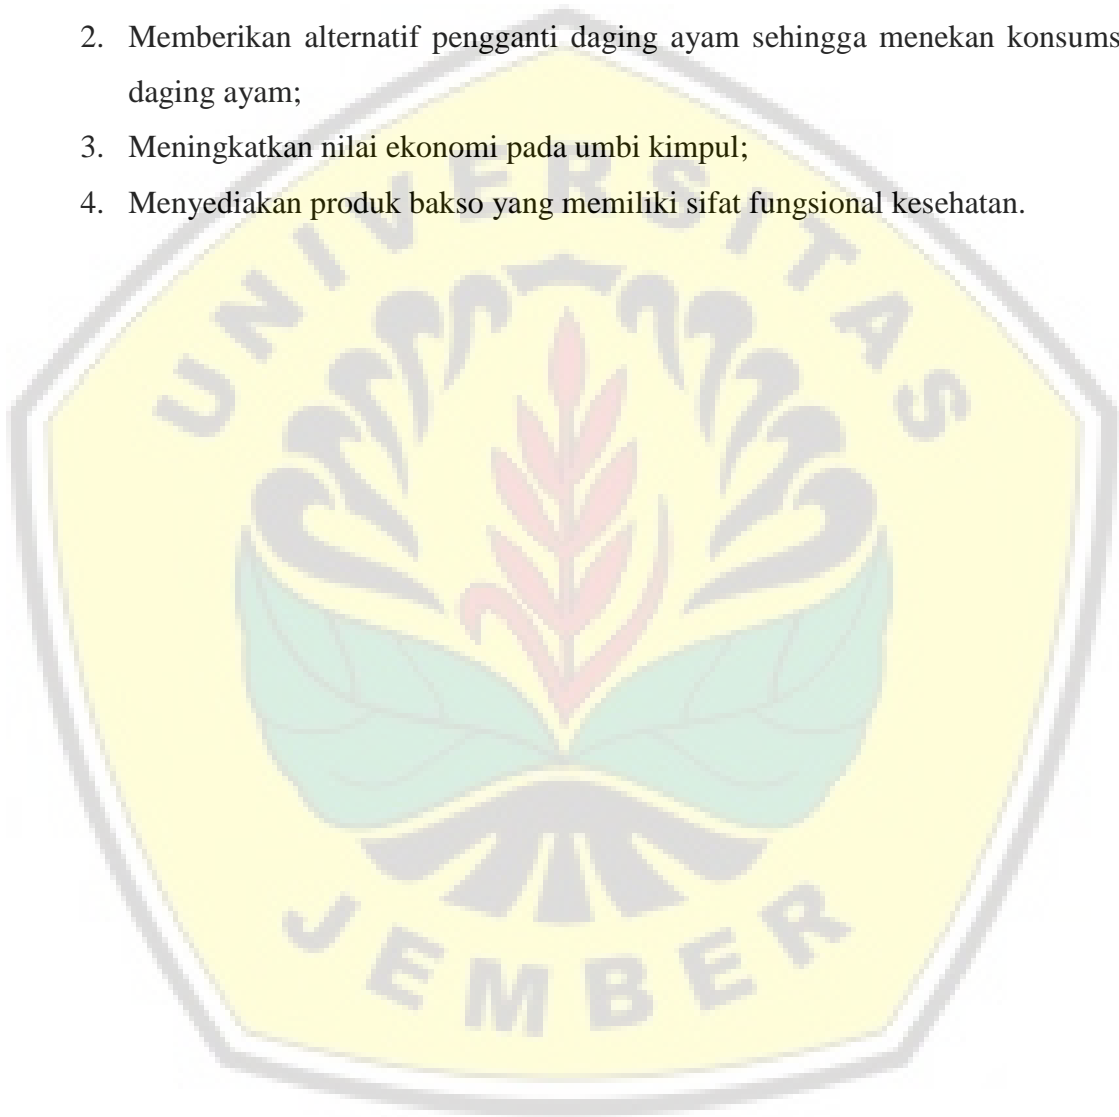 2. Memberikan alternatif pengganti daging ayam sehingga menekan konsums
daging ayam;
3. Meningkatkan nilai ekonomi pada umbi kimpul;
4. Menyediakan produk bakso yang memiliki sifat fungsional kesehatan.
UNIVERSITAS
JEMBER